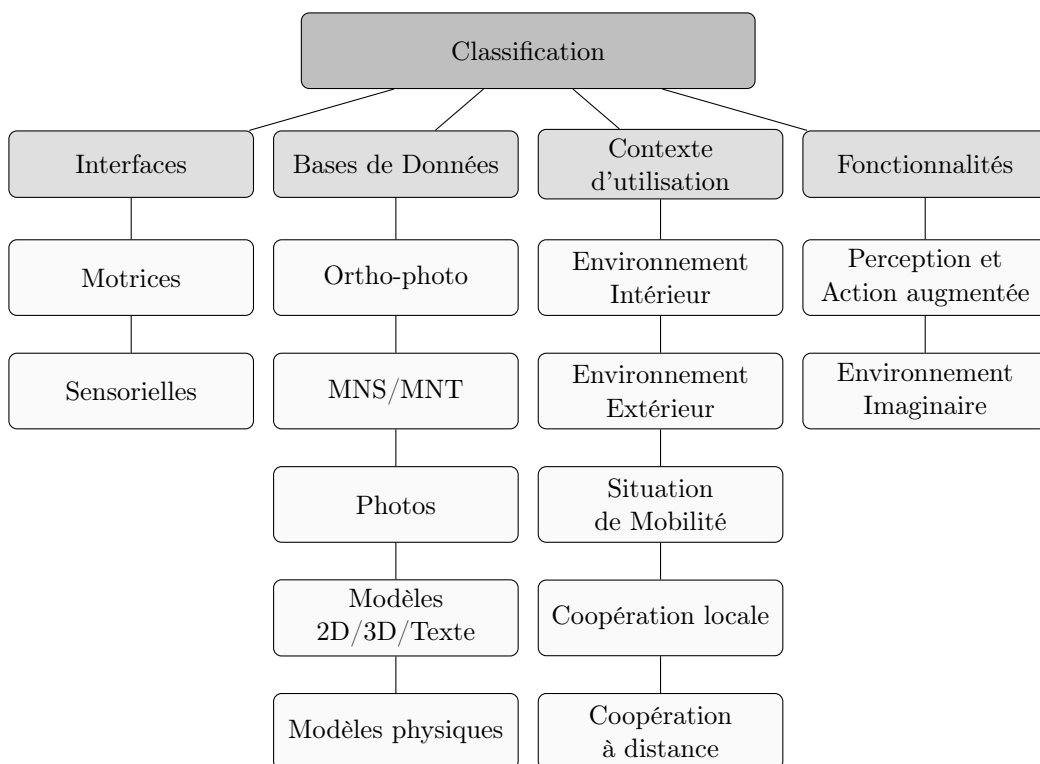 Classification
Interfaces
Bases de Données
Contexte
d'utilisation
Fonctionnalités
Motrices
Ortho-photo
Environnement
Intérieur
Perception et
Action augmentée
Sensorielles
MNS/MNT
Environnement
Extérieur
Environnement
Imaginaire
Photos
Situation
de Mobilité
Modèles
2D/3D/Texte
Coopération locale
Modèles physiques
Coopération
à distance